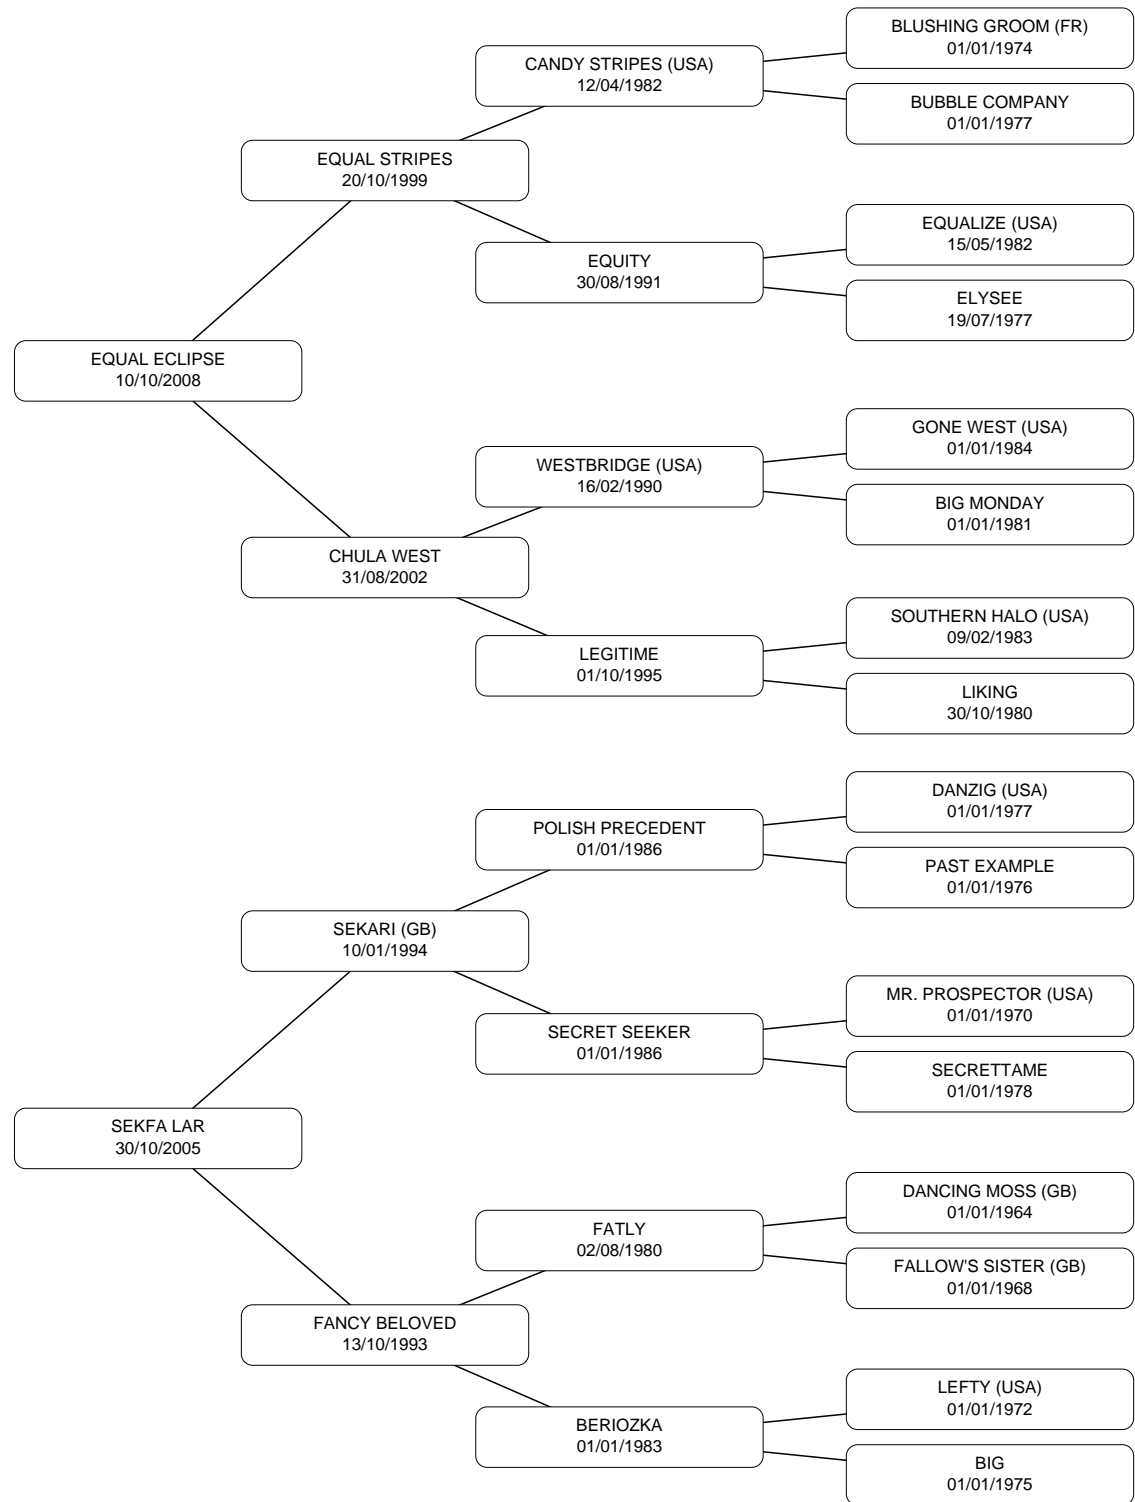 BLUSHING GROOM (FR)
01/01/1974
CANDY STRIPES (USA)
12/04/1982
BUBBLE COMPANY
01/01/1977
EQUAL STRIPES
20/10/1999
EQUALIZE (USA)
15/05/1982
EQUITY
30/08/1991
ELYSEE
19/07/1977
EQUAL ECLIPSE
10/10/2008
GONE WEST (USA)
01/01/1984
WESTBRIDGE (USA)
16/02/1990
BIG MONDAY
01/01/1981
CHULA WEST
31/08/2002
SOUTHERN HALO (USA)
09/02/1983
LEGITIME
01/10/1995
LIKING
30/10/1980
DANZIG (USA)
01/01/1977
POLISH PRECEDENT
01/01/1986
PAST EXAMPLE
01/01/1976
SEKARI (GB)
10/01/1994
MR. PROSPECTOR (USA)
01/01/1970
SECRET SEEKER
01/01/1986
SECRETTAME
01/01/1978
SEKFA LAR
30/10/2005
DANCING MOSS (GB)
01/01/1964
FATLY
02/08/1980
FALLOW'S SISTER (GB)
01/01/1968
FANCY BELOVED
13/10/1993
LEFTY (USA)
01/01/1972
BERIOZKA
01/01/1983
BIG
01/01/1975